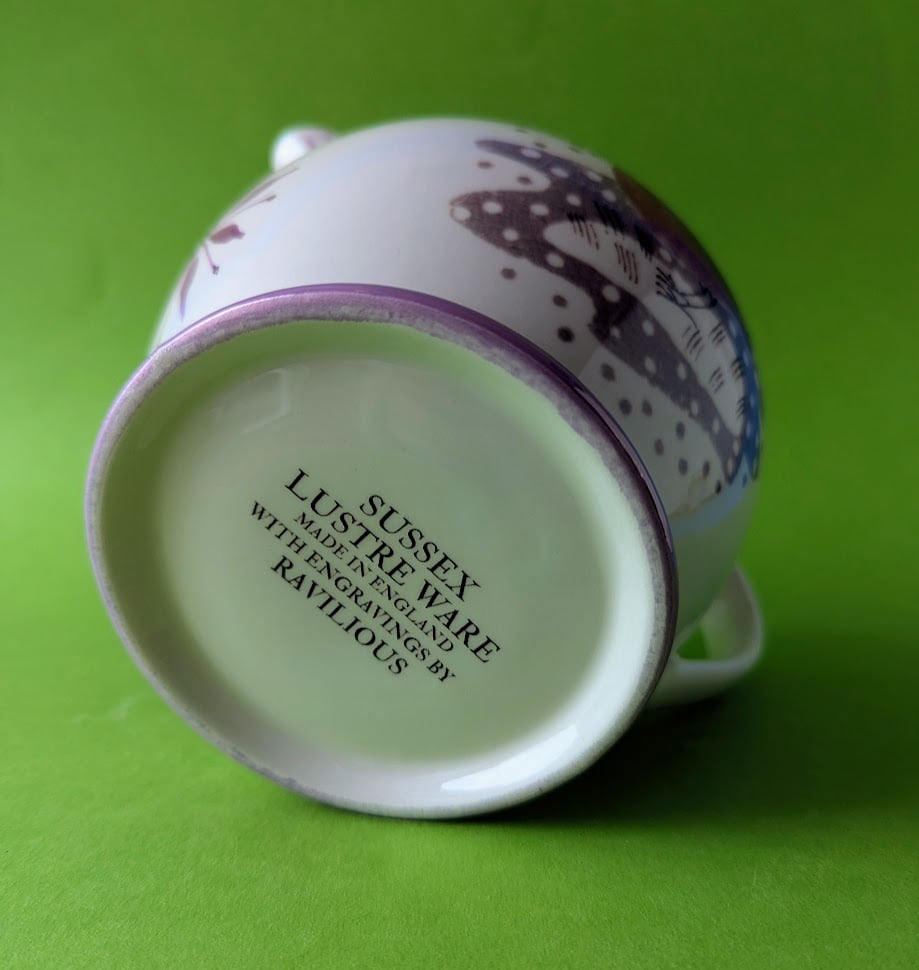 SUSSEX
LUSTRE WARE
MADE IN ENGLAND
WITH ENGRAVINGS BY
RAVILIOUS